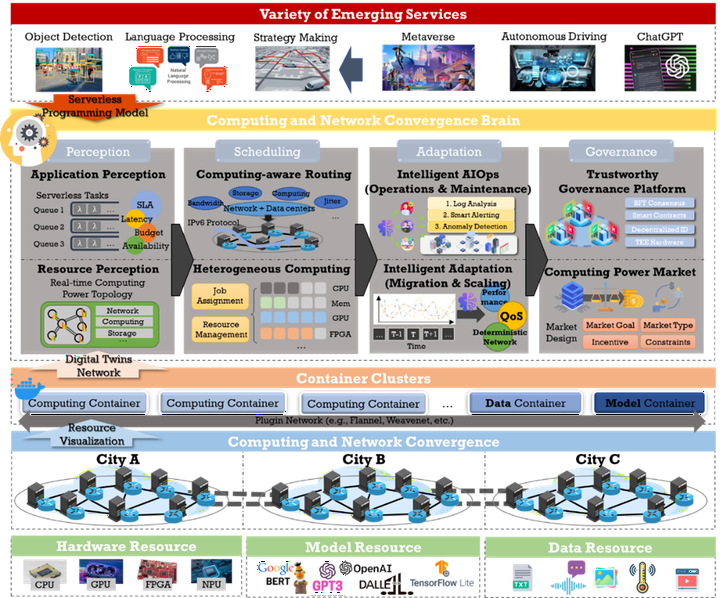 Variety of Emerging Services
Object Detection
Language Processing
Strategy Making
Metaverse
Autonomous Driving
ChatGPT
Natural
Language
Processing
Serverless
Programming Model
Computing and Network Convergence Brain
Perception
Scheduling
Adaptation
Governance
Application Perception
Serverless Tasks
Queue 1
λ λ ...
Queue 2
λ λ ...
Queue 3
λ λ ...
SLA
Latency
Budget
Availability
Resource Perception
Real-time Computing
Power Topology
Network
Computing
Storage
...
Computing-aware Routing
Storage
Computing
Bandwidth
Jitter
Network + Data centers
...
IPv6 Protocol
Heterogeneous Computing
Job
Assignment
Resource
Management
CPU
Mem
GPU
FPGA
...
Intelligent AIOps
(Operations & Maintenance)
1. Log Analysis
2. Smart Alerting
3. Anomaly Detection
Intelligent Adaptation
(Migration & Scaling)
Perfor
mance
QoS
Deterministic
Network
... T-1 T T+1 ...
Time
Trustworthy
Governance Platform
BFT Consensus
Smart Contracts
Decentralized ID
TEE Hardware
Computing Power Market
Market
Design
Market Goal
Market Type
Incentive
Constraints
Digital Twins
Network
Container Clusters
Computing Container
Computing Container
Computing Container
...
Data Container
Model Container
Plugin Network (e.g., Flannel, Weavenet, etc.)
Resource
Visualization
Computing and Network Convergence
City A
City B
City C
Hardware Resource
Model Resource
Data Resource
CPU
GPU
FPGA
NPU
Google
BERT
GPT3
OpenAI
DALLE
TensorFlow Lite
TXT